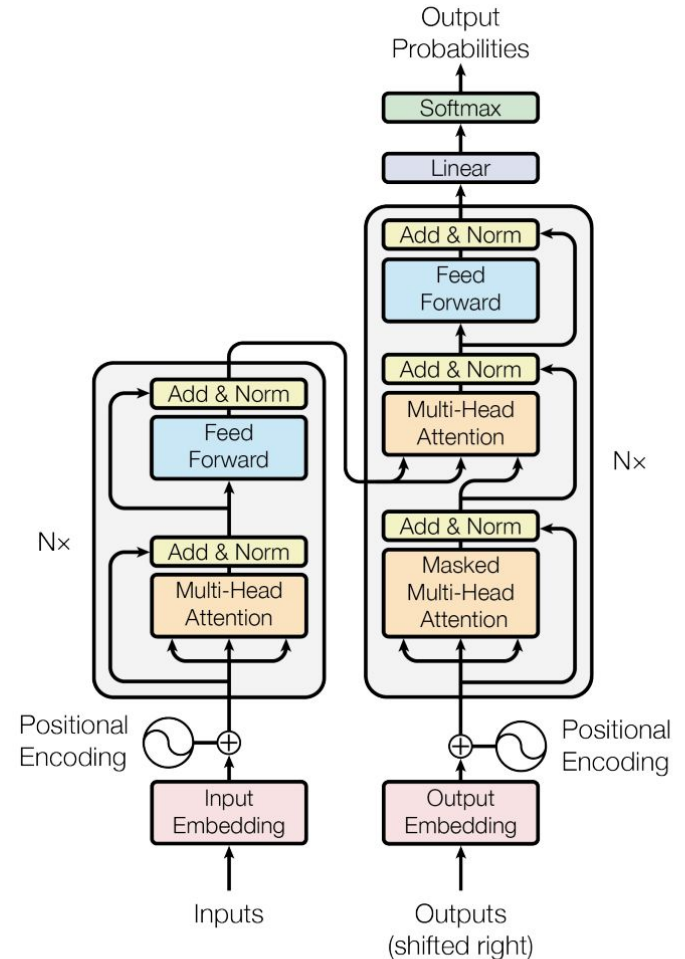 Output
Probabilities
Softmax
Linear
Add & Norm
Feed
Forward
Add & Norm
Multi-Head
Attention
Add & Norm
Masked
Multi-Head
Attention
Nx
Add & Norm
Feed
Forward
Add & Norm
Multi-Head
Attention
Nx
Positional
Encoding
Positional
Encoding
Input
Embedding
Output
Embedding
Inputs
Outputs
(shifted right)